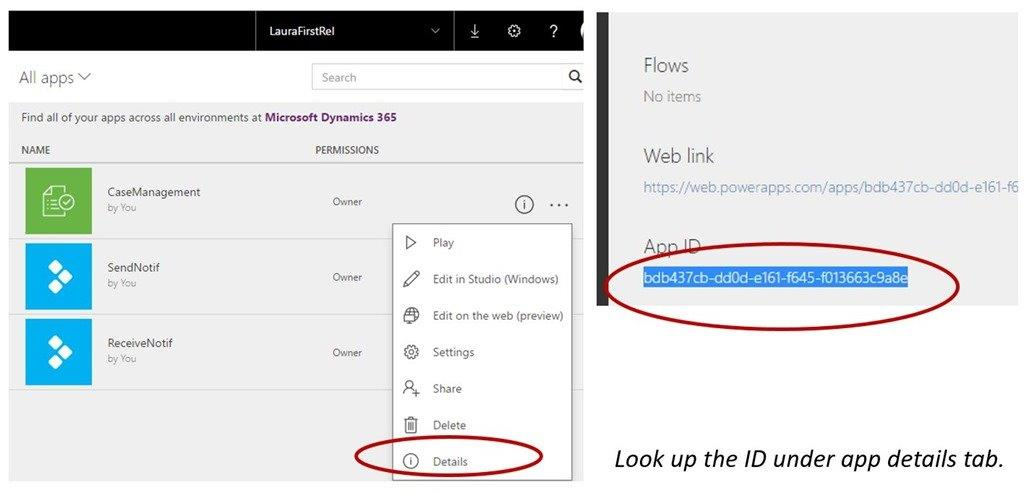 LauraFirstRel
?
All apps
Search
Find all of your apps across all environments at Microsoft Dynamics 365
NAME PERMISSIONS
CaseManagement
by You
Owner
SendNotif
by You
Owner
ReceiveNotif
by You
Owner
Play
Edit in Studio (Windows)
Edit on the web (preview)
Settings
Share
Delete
Details
Flows
No items
Web link
https://web.powerapps.com/apps/bdb437cb-dd0d-e161-f6
App ID
bdb437cb-dd0d-e161-f645-f013663c9a8e
Look up the ID under app details tab.